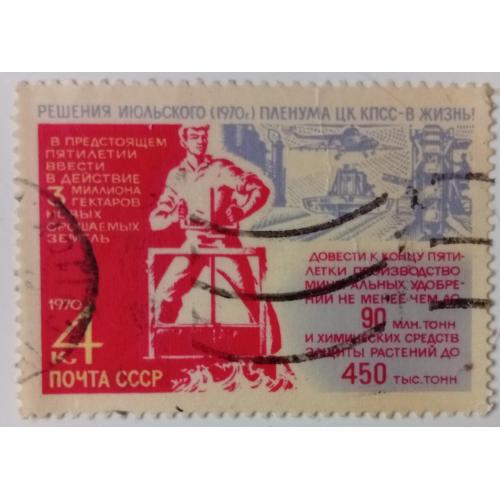 РЕШЕНИЯ ИЮЛЬСКОГО (1970г.) ПЛЕНУМА ЦК КПСС-В ЖИЗНЬ!
В ПРЕДСТОЯЩЕМ
ПЯТИЛЕТИИ
ВВЕСТИ
В ДЕЙСТВИЕ
3 МИЛЛИОНА
ГЕКТАРОВ
НОВЫХ
ОРОШАЕМЫХ
ЗЕМЕЛЬ
1970
4 К
ПОЧТА СССР
ДОВЕСТИ К КОНЦУ ПЯТИ-
ЛЕТКИ ПРОИЗВОДСТВО
МИНЕРАЛЬНЫХ УДОБРЕ-
НИЙ НЕ МЕНЕЕ ЧЕМ ДО
90 МЛН. ТОНН
И ХИМИЧЕСКИХ СРЕДСТВ
ЗАЩИТЫ РАСТЕНИЙ ДО
450 ТЫС. ТОНН